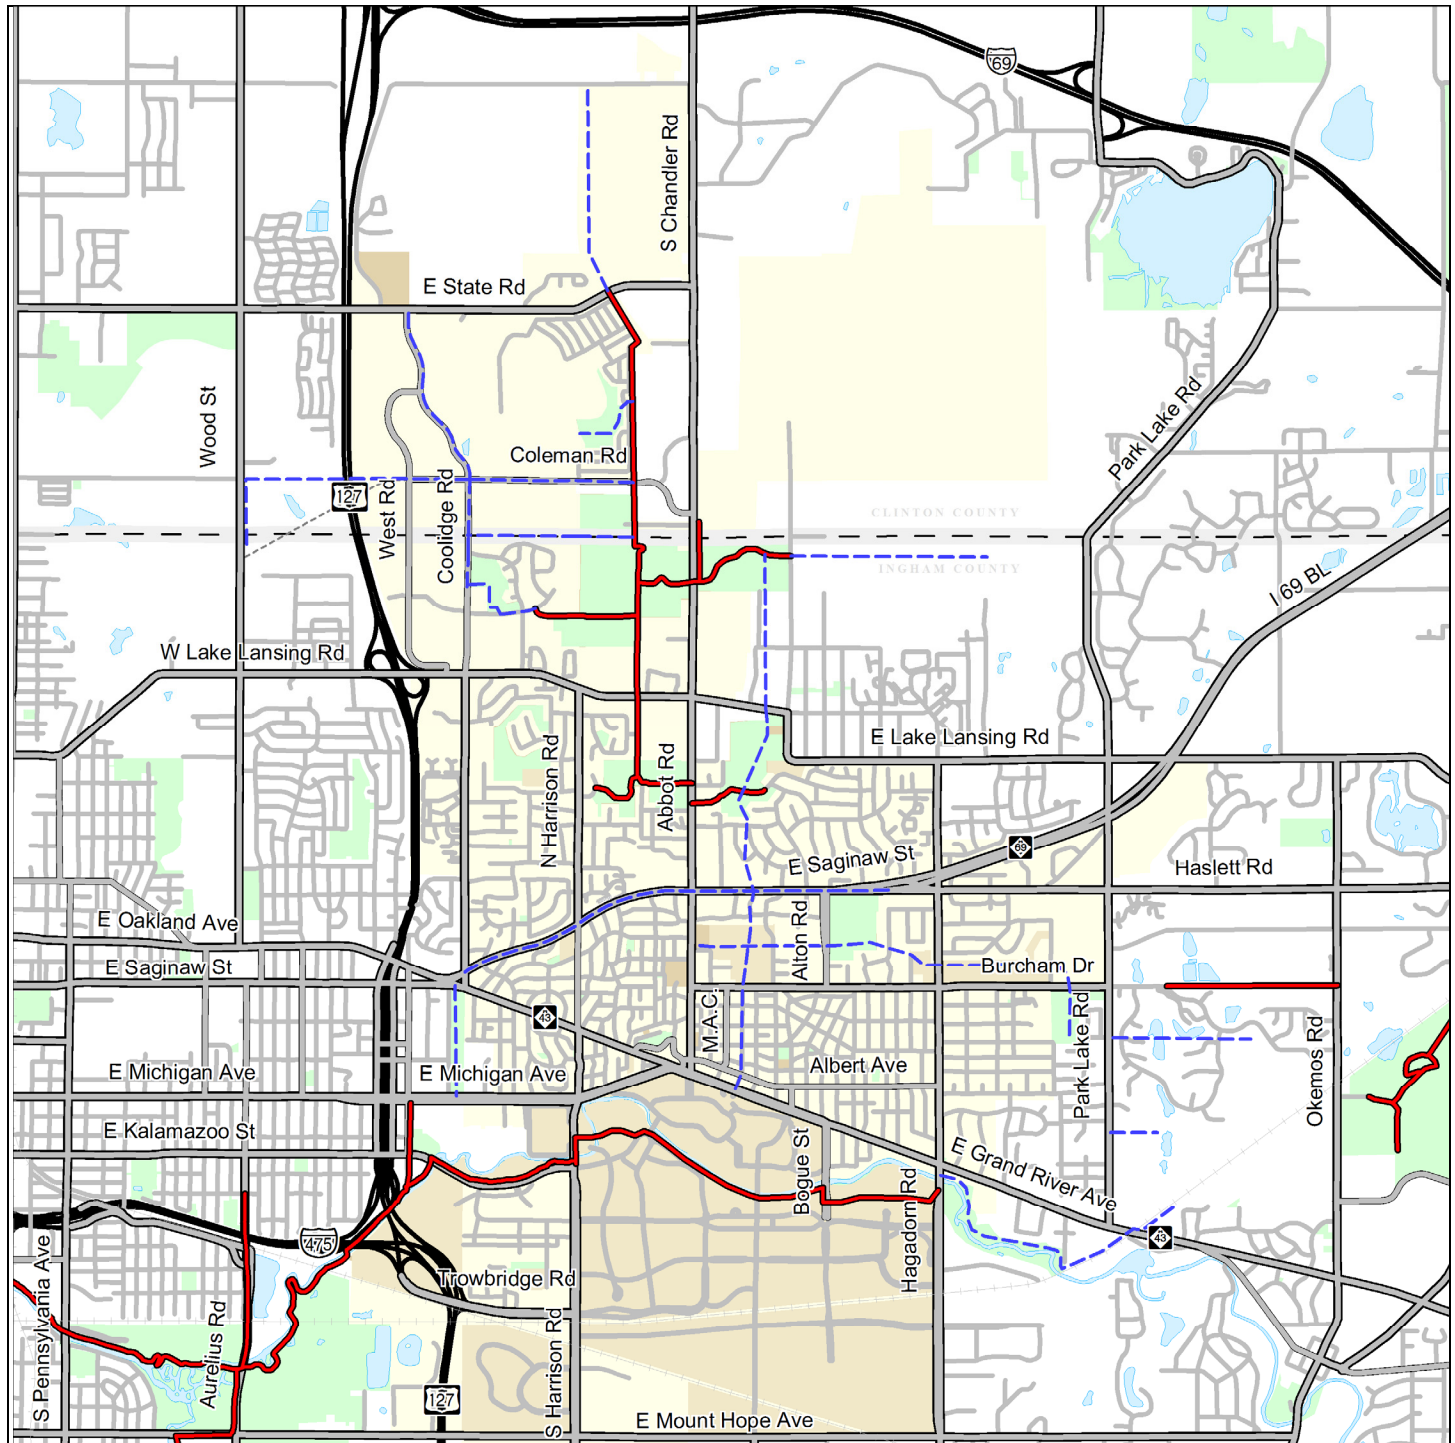 69
S Chandler Rd
E State Rd
Wood St
Park Lake Rd
Coleman Rd
127
West Rd
Coolidge Rd
CLINTON COUNTY
INGHAM COUNTY
I 69 BL
W Lake Lansing Rd
E Lake Lansing Rd
N Harrison Rd
Abbot Rd
E Saginaw St
69
Haslett Rd
E Oakland Ave
Alton Rd
E Saginaw St
Burcham Dr
43
M.A.C.
Park Lake Rd
Okemos Rd
E Michigan Ave
E Michigan Ave
Albert Ave
E Kalamazoo St
Bogue St
E Grand River Ave
Hagadorn Rd
43
S Pennsylvania Ave
475
Trowbridge Rd
Aurelius Rd
S Harrison Rd
127
E Mount Hope Ave